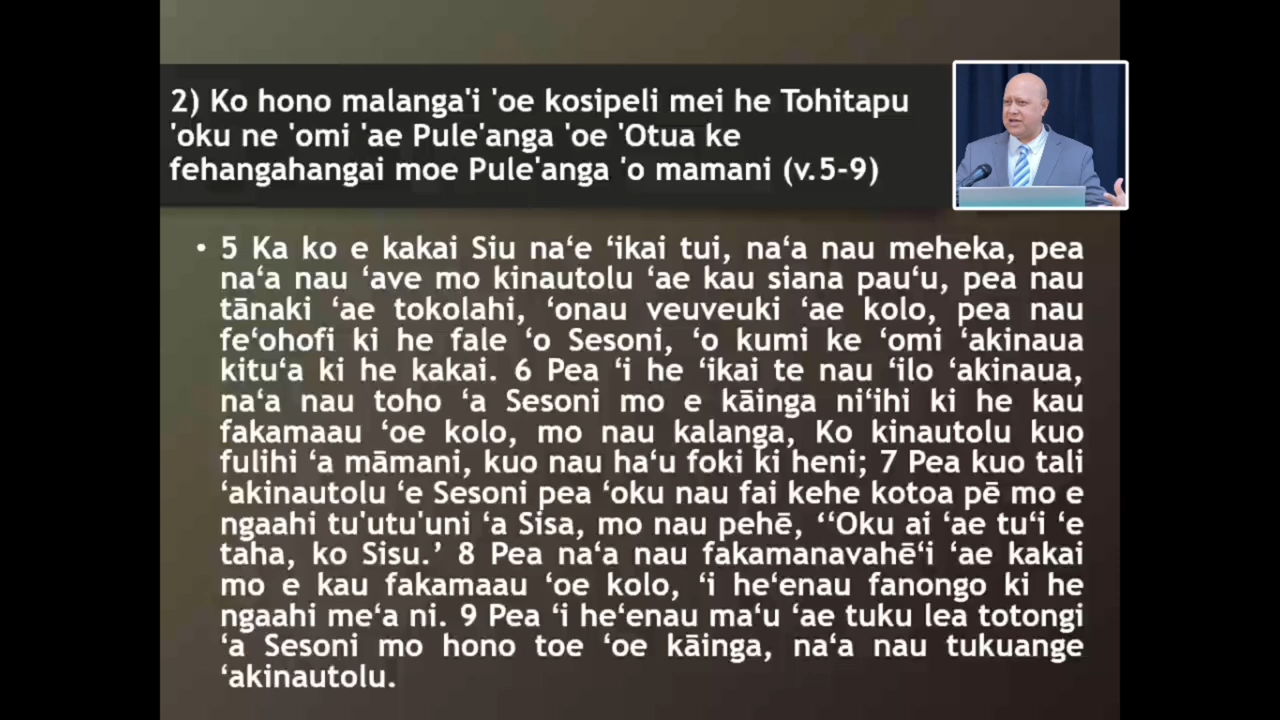 2) Ko hono malanga'i 'oe kosipeli mei he Tohitapu
'oku ne 'omi 'ae Pule'anga 'oe 'Otua ke
fehangahangai moe Pule'anga 'o mamani (v.5-9)
• 5 Ka ko e kakai Siu na‘e ‘ikai tui, na‘a nau meheka, pea
na‘a nau ‘ave mo kinautolu ‘ae kau siana pau‘u, pea nau
tānaki ‘ae tokolahi, ‘onau veuveuki ‘ae kolo, pea nau
fe‘ohofi ki he fale ‘o Sesoni, ‘o kumi ke ‘omi ‘akinaua
kitu‘a ki he kakai. 6 Pea ‘i he ‘ikai te nau ‘ilo ‘akinaua,
na‘a nau toho ‘a Sesoni mo e kāinga ni‘ihi ki he kau
fakamaau ‘oe kolo, mo nau kalanga, Ko kinautolu kuo
fulihi ‘a māmani, kuo nau ha‘u foki ki heni; 7 Pea kuo tali
‘akinautolu ‘e Sesoni pea ‘oku nau fai kehe kotoa pē mo e
ngaahi tu'utu'uni ‘a Sisa, mo nau pehē, ‘‘Oku ai ‘ae tu‘i ‘e
taha, ko Sisu.’ 8 Pea na‘a nau fakamanavahē‘i ‘ae kakai
mo e kau fakamaau ‘oe kolo, ‘i he‘enau fanongo ki he
ngaahi me‘a ni. 9 Pea ‘i he‘enau ma‘u ‘ae tuku lea totongi
‘a Sesoni mo hono toe ‘oe kāinga, na‘a nau tukuange
‘akinautolu.